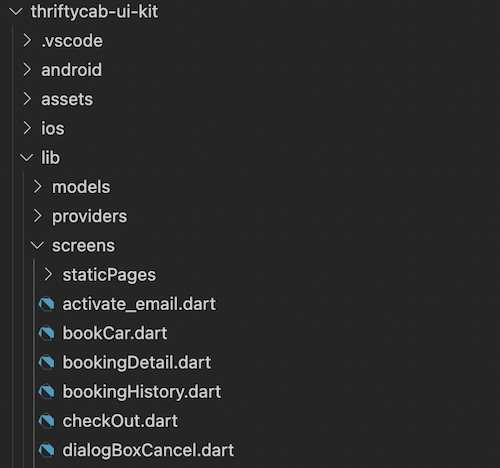 thriftycab-ui-kit
.vscode
android
assets
ios
lib
models
providers
screens
staticPages
activate_email.dart
bookCar.dart
bookingDetail.dart
bookingHistory.dart
checkOut.dart
dialogBoxCancel.dart